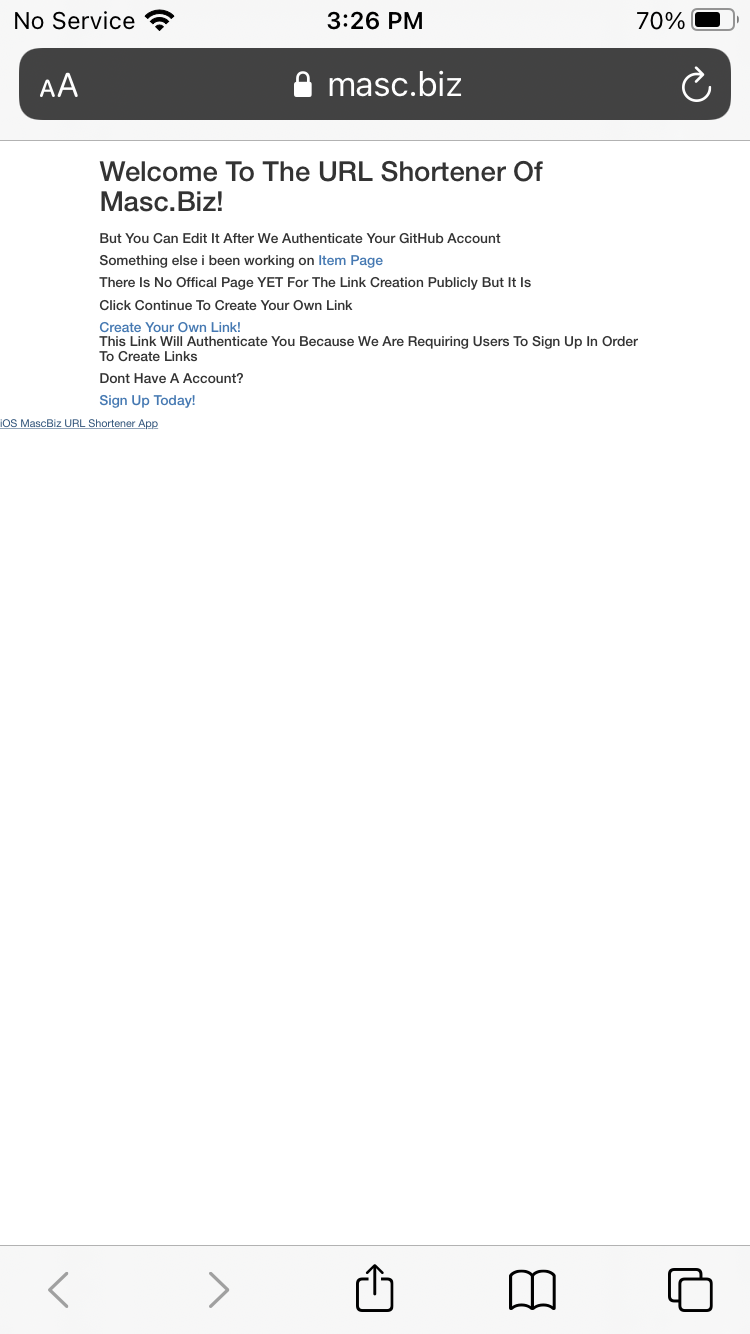 No Service
3:26 PM
70%
AA
masc.biz
Welcome To The URL Shortener Of
Masc.Biz!
But You Can Edit It After We Authenticate Your GitHub Account
Something else i been working on Item Page
There Is No Offical Page YET For The Link Creation Publicly But It Is
Click Continue To Create Your Own Link
Create Your Own Link!
This Link Will Authenticate You Because We Are Requiring Users To Sign Up In Order
To Create Links
Dont Have A Account?
Sign Up Today!
iOS MascBiz URL Shortener App